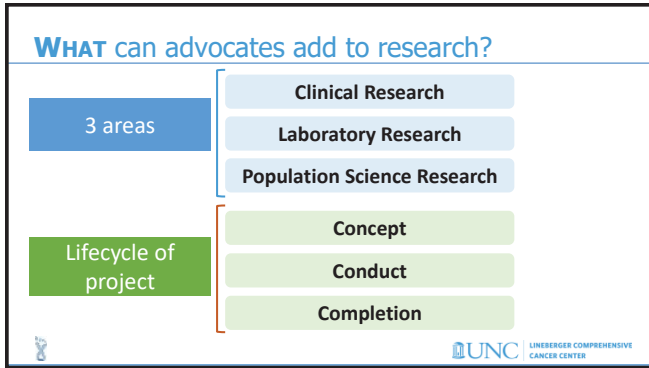 WHAT can advocates add to research?
3 areas
Clinical Research
Laboratory Research
Population Science Research
Lifecycle of
project
Concept
Conduct
Completion
UNC
LINEBERGER COMPREHENSIVE
CANCER CENTER